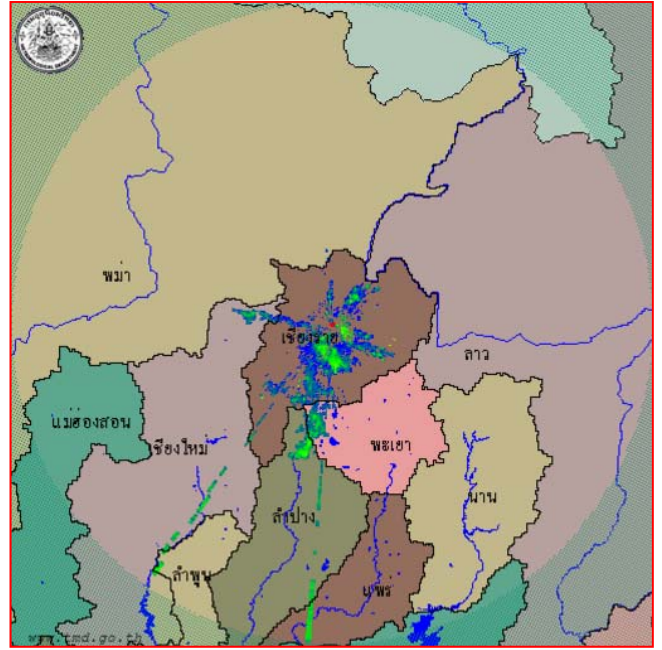 พม่า
เชียงราย
ลาว
แม่ฮ่องสอน
เชียงใหม่
พะเยา
น่าน
ลำปาง
ลำพูน
แพร่
www.tmd.go.th